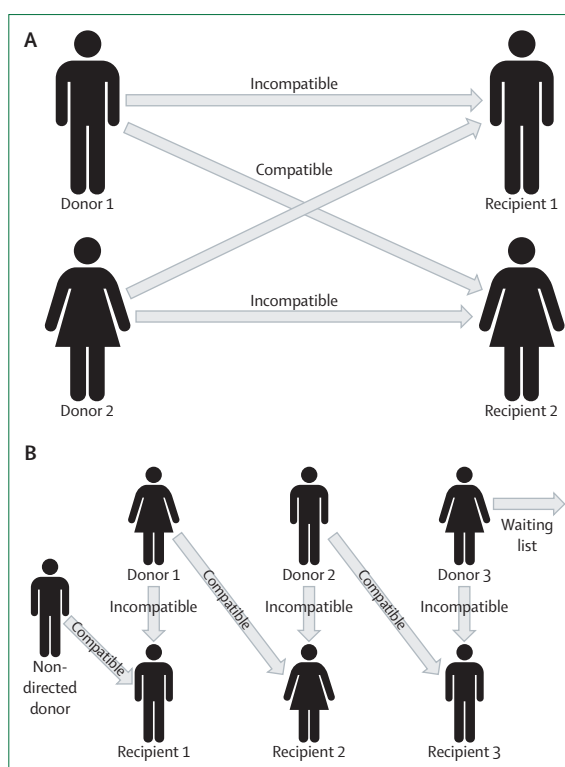 A
Incompatible
Compatible
Donor 1
Recipient 1
Incompatible
Donor 2
Recipient 2
B
Waiting
list
Donor 1
Donor 2
Donor 3
Compatible
Compatible
Incompatible
Incompatible
Incompatible
Compatible
Non-
directed
donor
Recipient 1
Recipient 2
Recipient 3